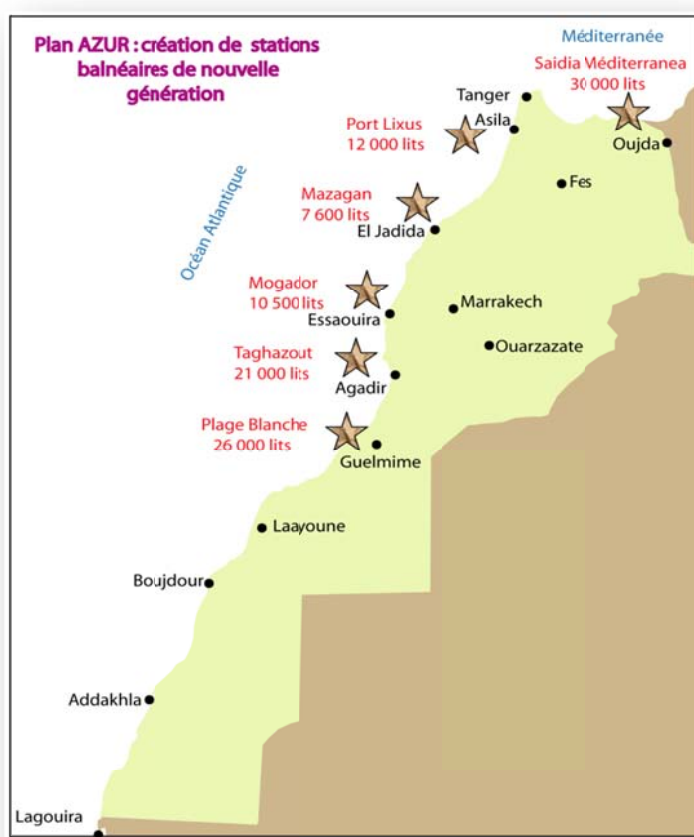 Plan AZUR : création de stations
balnéaires de nouvelle
génération
Méditerranée
Saidia Méditerranea
30 000 lits
Tanger
Port Lixus
12 000 lits
Asila
Oujda
Océan Atlantique
Fes
Mazagan
7 600 lits
El Jadida
Mogador
10 500 lits
Essaouira
Marrakech
Taghazout
21 000 lits
Ouarzazate
Agadir
Plage Blanche
26 000 lits
Guelmime
Laayoune
Boujdour
Addakhla
Lagouira